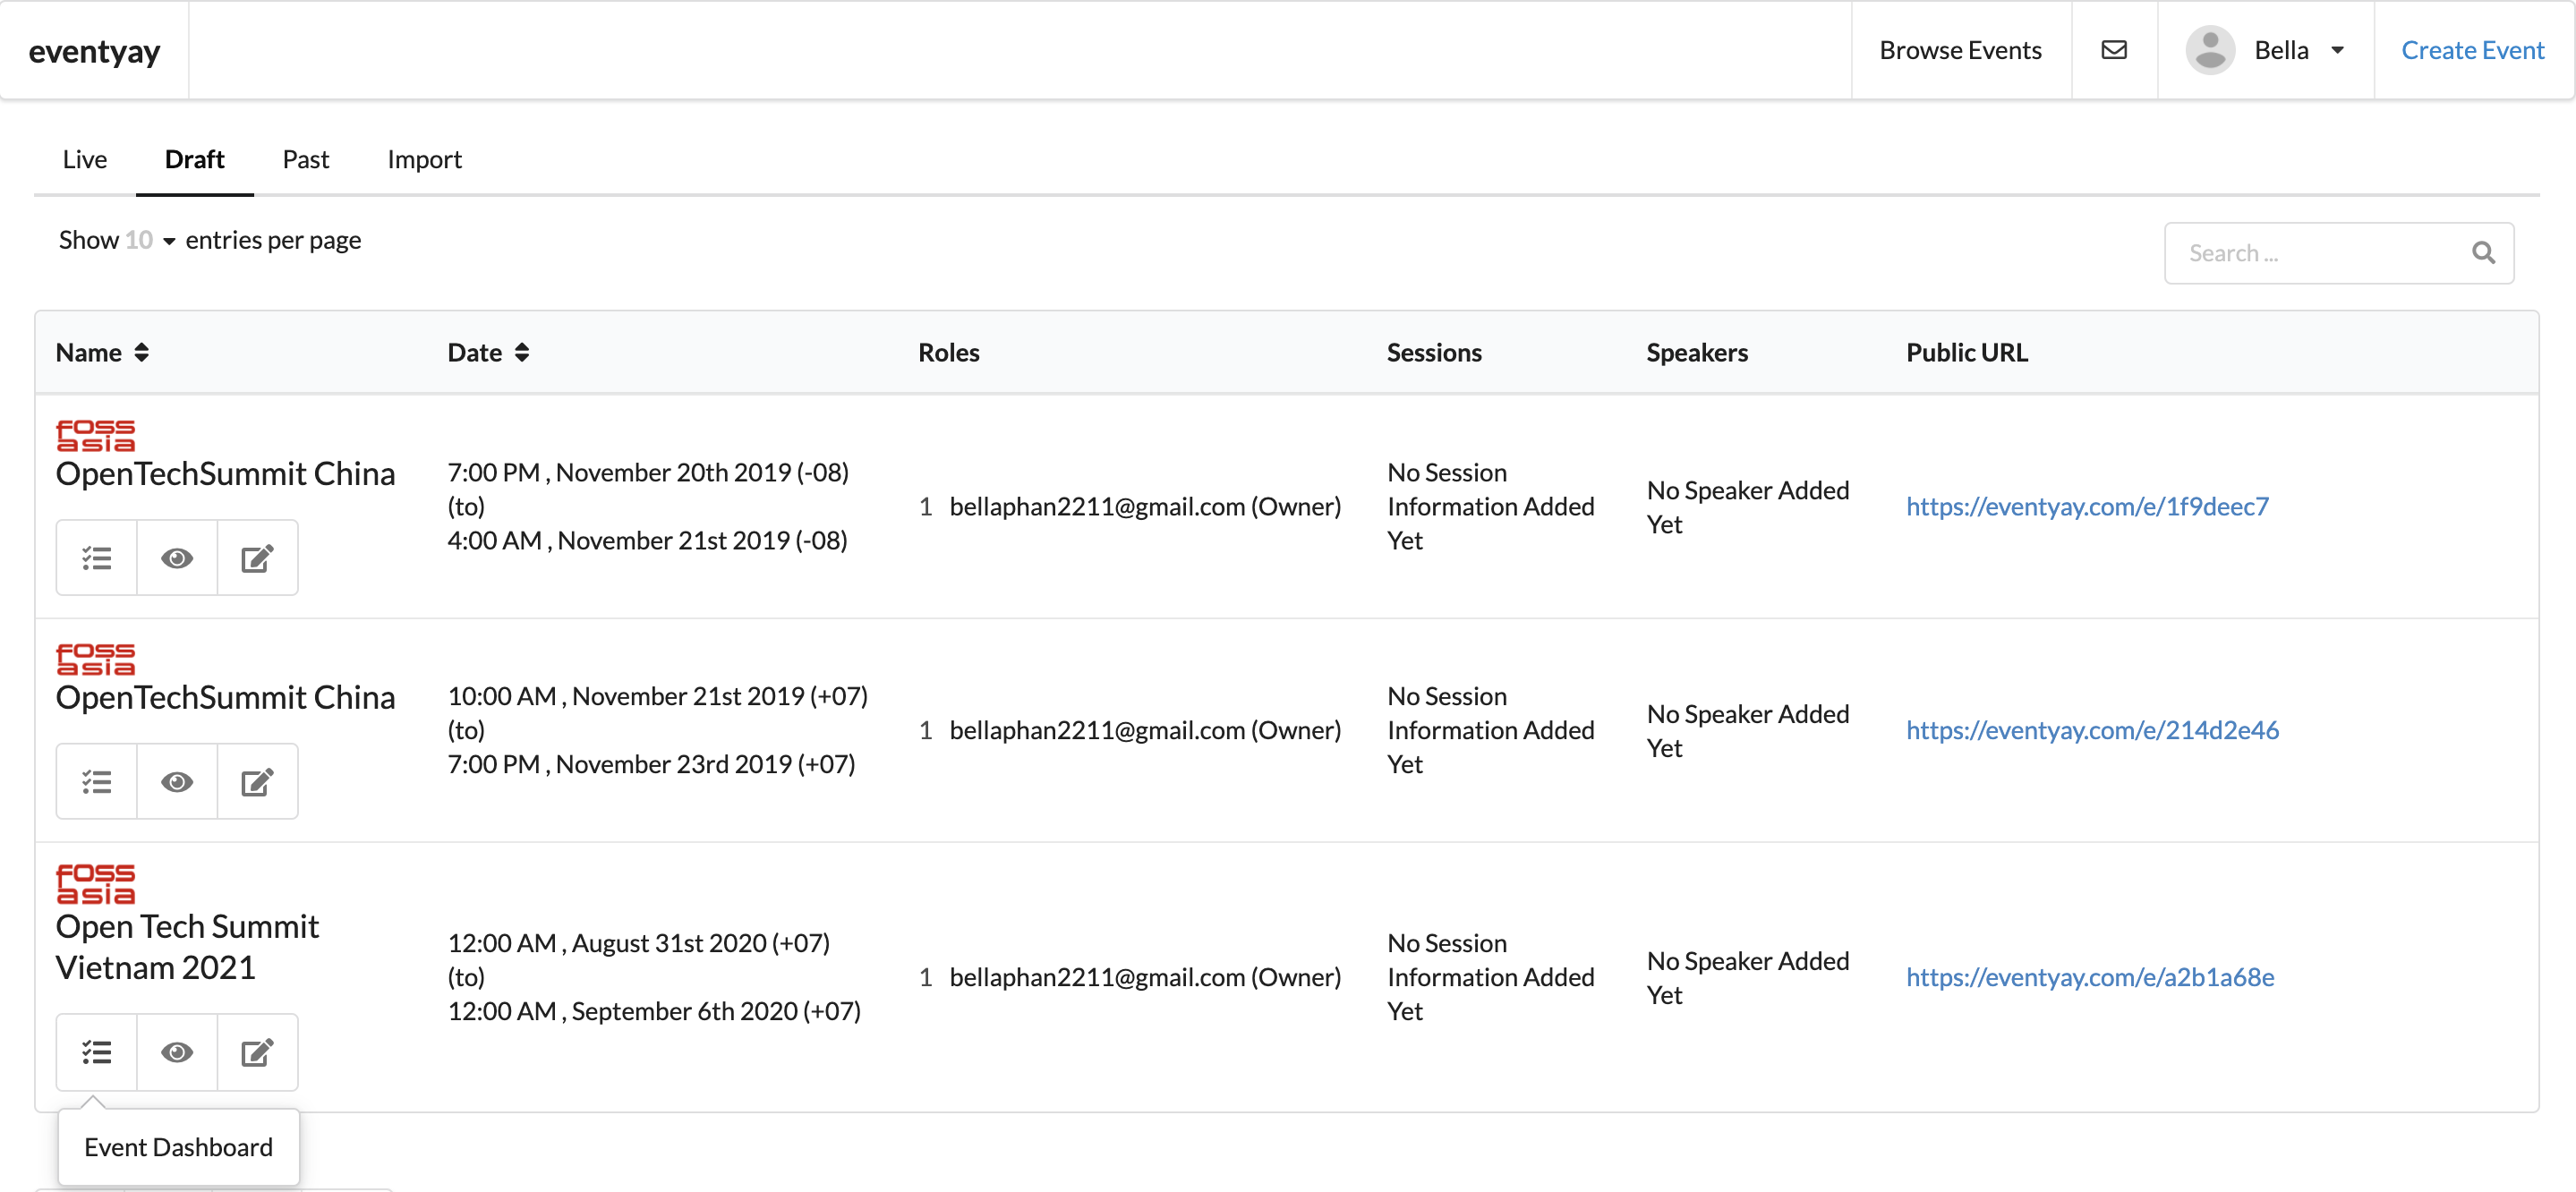 eventyay
Browse Events
Bella
Create Event
Live
Draft
Past
Import
Show 10 entries per page
Search ...
Name
Date
Roles
Sessions
Speakers
Public URL
FOSS
asia
OpenTechSummit China
7:00 PM , November 20th 2019 (-08)
(to)
4:00 AM , November 21st 2019 (-08)
1 bellaphan2211@gmail.com (Owner)
No Session
Information Added
Yet
No Speaker Added
Yet
https://eventyay.com/e/1f9deec7
FOSS
asia
OpenTechSummit China
10:00 AM , November 21st 2019 (+07)
(to)
7:00 PM , November 23rd 2019 (+07)
1 bellaphan2211@gmail.com (Owner)
No Session
Information Added
Yet
No Speaker Added
Yet
https://eventyay.com/e/214d2e46
FOSS
asia
Open Tech Summit
Vietnam 2021
12:00 AM , August 31st 2020 (+07)
(to)
12:00 AM , September 6th 2020 (+07)
1 bellaphan2211@gmail.com (Owner)
No Session
Information Added
Yet
No Speaker Added
Yet
https://eventyay.com/e/a2b1a68e
Event Dashboard